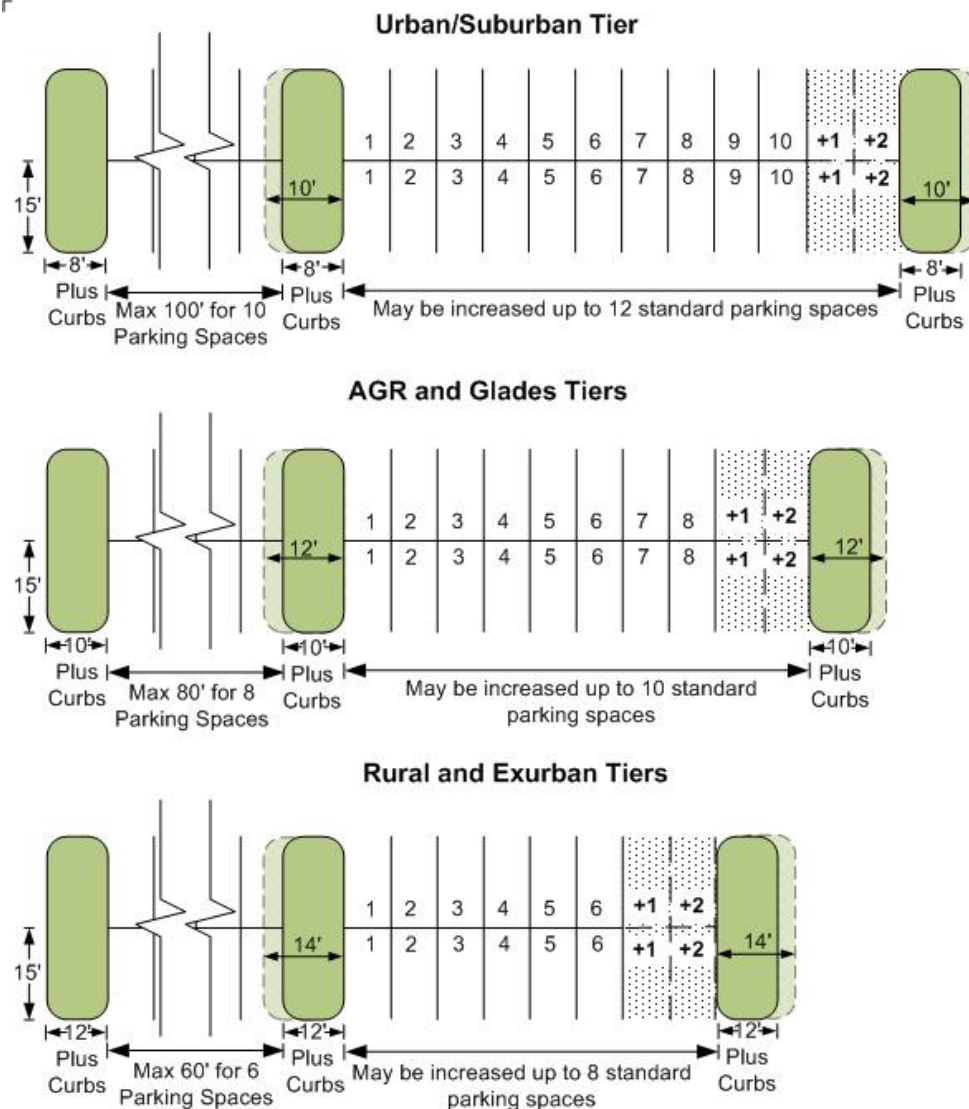 Urban/Suburban Tier
1 2 3 4 5 6 7 8 9 10 +1 +2
10' 1 2 3 4 5 6 7 8 9 10 +1 +2 10'
15'
8' 8' 8'
Plus Curbs
Max 100' for 10 Parking Spaces
Plus Curbs
May be increased up to 12 standard parking spaces
Plus Curbs
AGR and Glades Tiers
1 2 3 4 5 6 7 8 +1 +2
12' 1 2 3 4 5 6 7 8 +1 +2 12'
15'
10' 10' 10'
Plus Curbs
Max 80' for 8
Parking Spaces
Plus Curbs
May be increased up to 10 standard
parking spaces
Plus Curbs
Rural and Exurban Tiers
1 2 3 4 5 6 +1 +2
14' 1 2 3 4 5 6 +1 +2 14'
15'
12' 12' 12'
Plus Curbs
Max 60' for 6
Parking Spaces
Plus Curbs
May be increased up to 8 standard
parking spaces
Plus Curbs